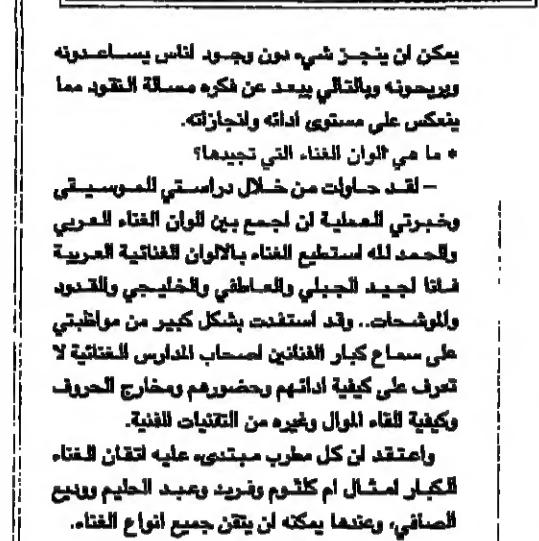 يمكن ان ينجز شيء دون وجود اناس يساعدونه
ويريحونه وبالتالي يبعد عن فكره مسالة النقود مما
ينعكس على مستوى ادائه وانجازاته.
* ما هي الوان الغناء التي تجيدها؟
– لقد حاولت من خلال دراستي للموسيقى
وخبرتي العملية ان اجمع بين الوان الغناء العربي
والحمد لله استطيع الغناء بالالوان الغنائية العربية
فانا اجيد الجبلي والعاطفي والخليجي والقدود
والموشحات.. وقد استفدت بشكل كبير من مواظبتي
على سماع كبار الفنانين اصحاب المدارس الغنائية لا
تعرف على كيفية ادائهم وحضورهم ومخارج الحروف
وكيفية القاء الموال وغيره من التقنيات الفنية.
واعتقد ان كل مطرب مبتدىء عليه اتقان الغناء
للكبار امثال ام كلثوم وفريد وعبد الحليم ووديع
الصافي، وعندها يمكنه ان يتقن جميع انواع الغناء.